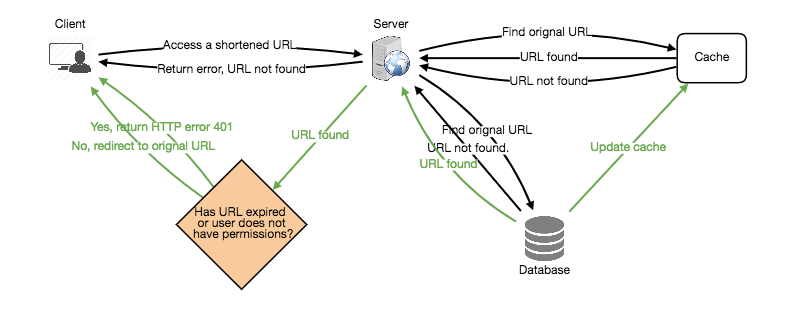 Client
Server
Access a shortened URL
Return error, URL not found
Find orignal URL
URL found
URL not found
Cache
Yes, return HTTP error 401
No, redirect to orignal URL
URL found
Find orignal URL
URL not found.
URL found
Update cache
Has URL expired
or user does not
have permissions?
Database